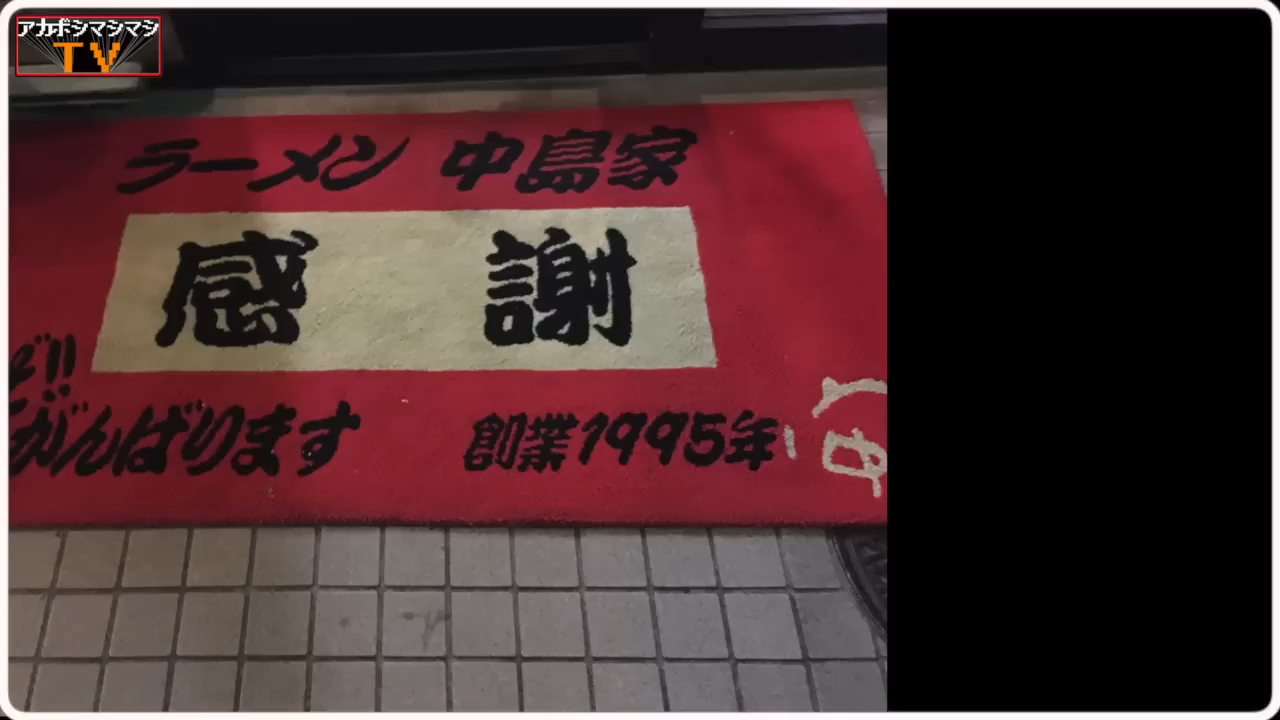 アカボシマシマシ
TV
ラーメン 中島家
感 謝
がんばります
創業1995年